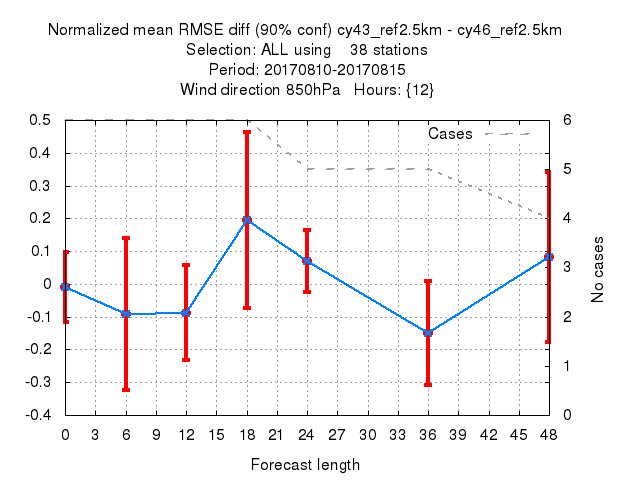 Normalized mean RMSE diff (90% conf) cy43_ref2.5km - cy46_ref2.5km
Selection: ALL using 38 stations
Period: 20170810-20170815
Wind direction 850hPa Hours: {12}
Cases
0.5
0.4
0.3
0.2
0.1
0
-0.1
-0.2
-0.3
-0.4
6
5
4
3
2
1
0
No cases
0 3 6 9 12 15 18 21 24 27 30 33 36 39 42 45 48
Forecast length